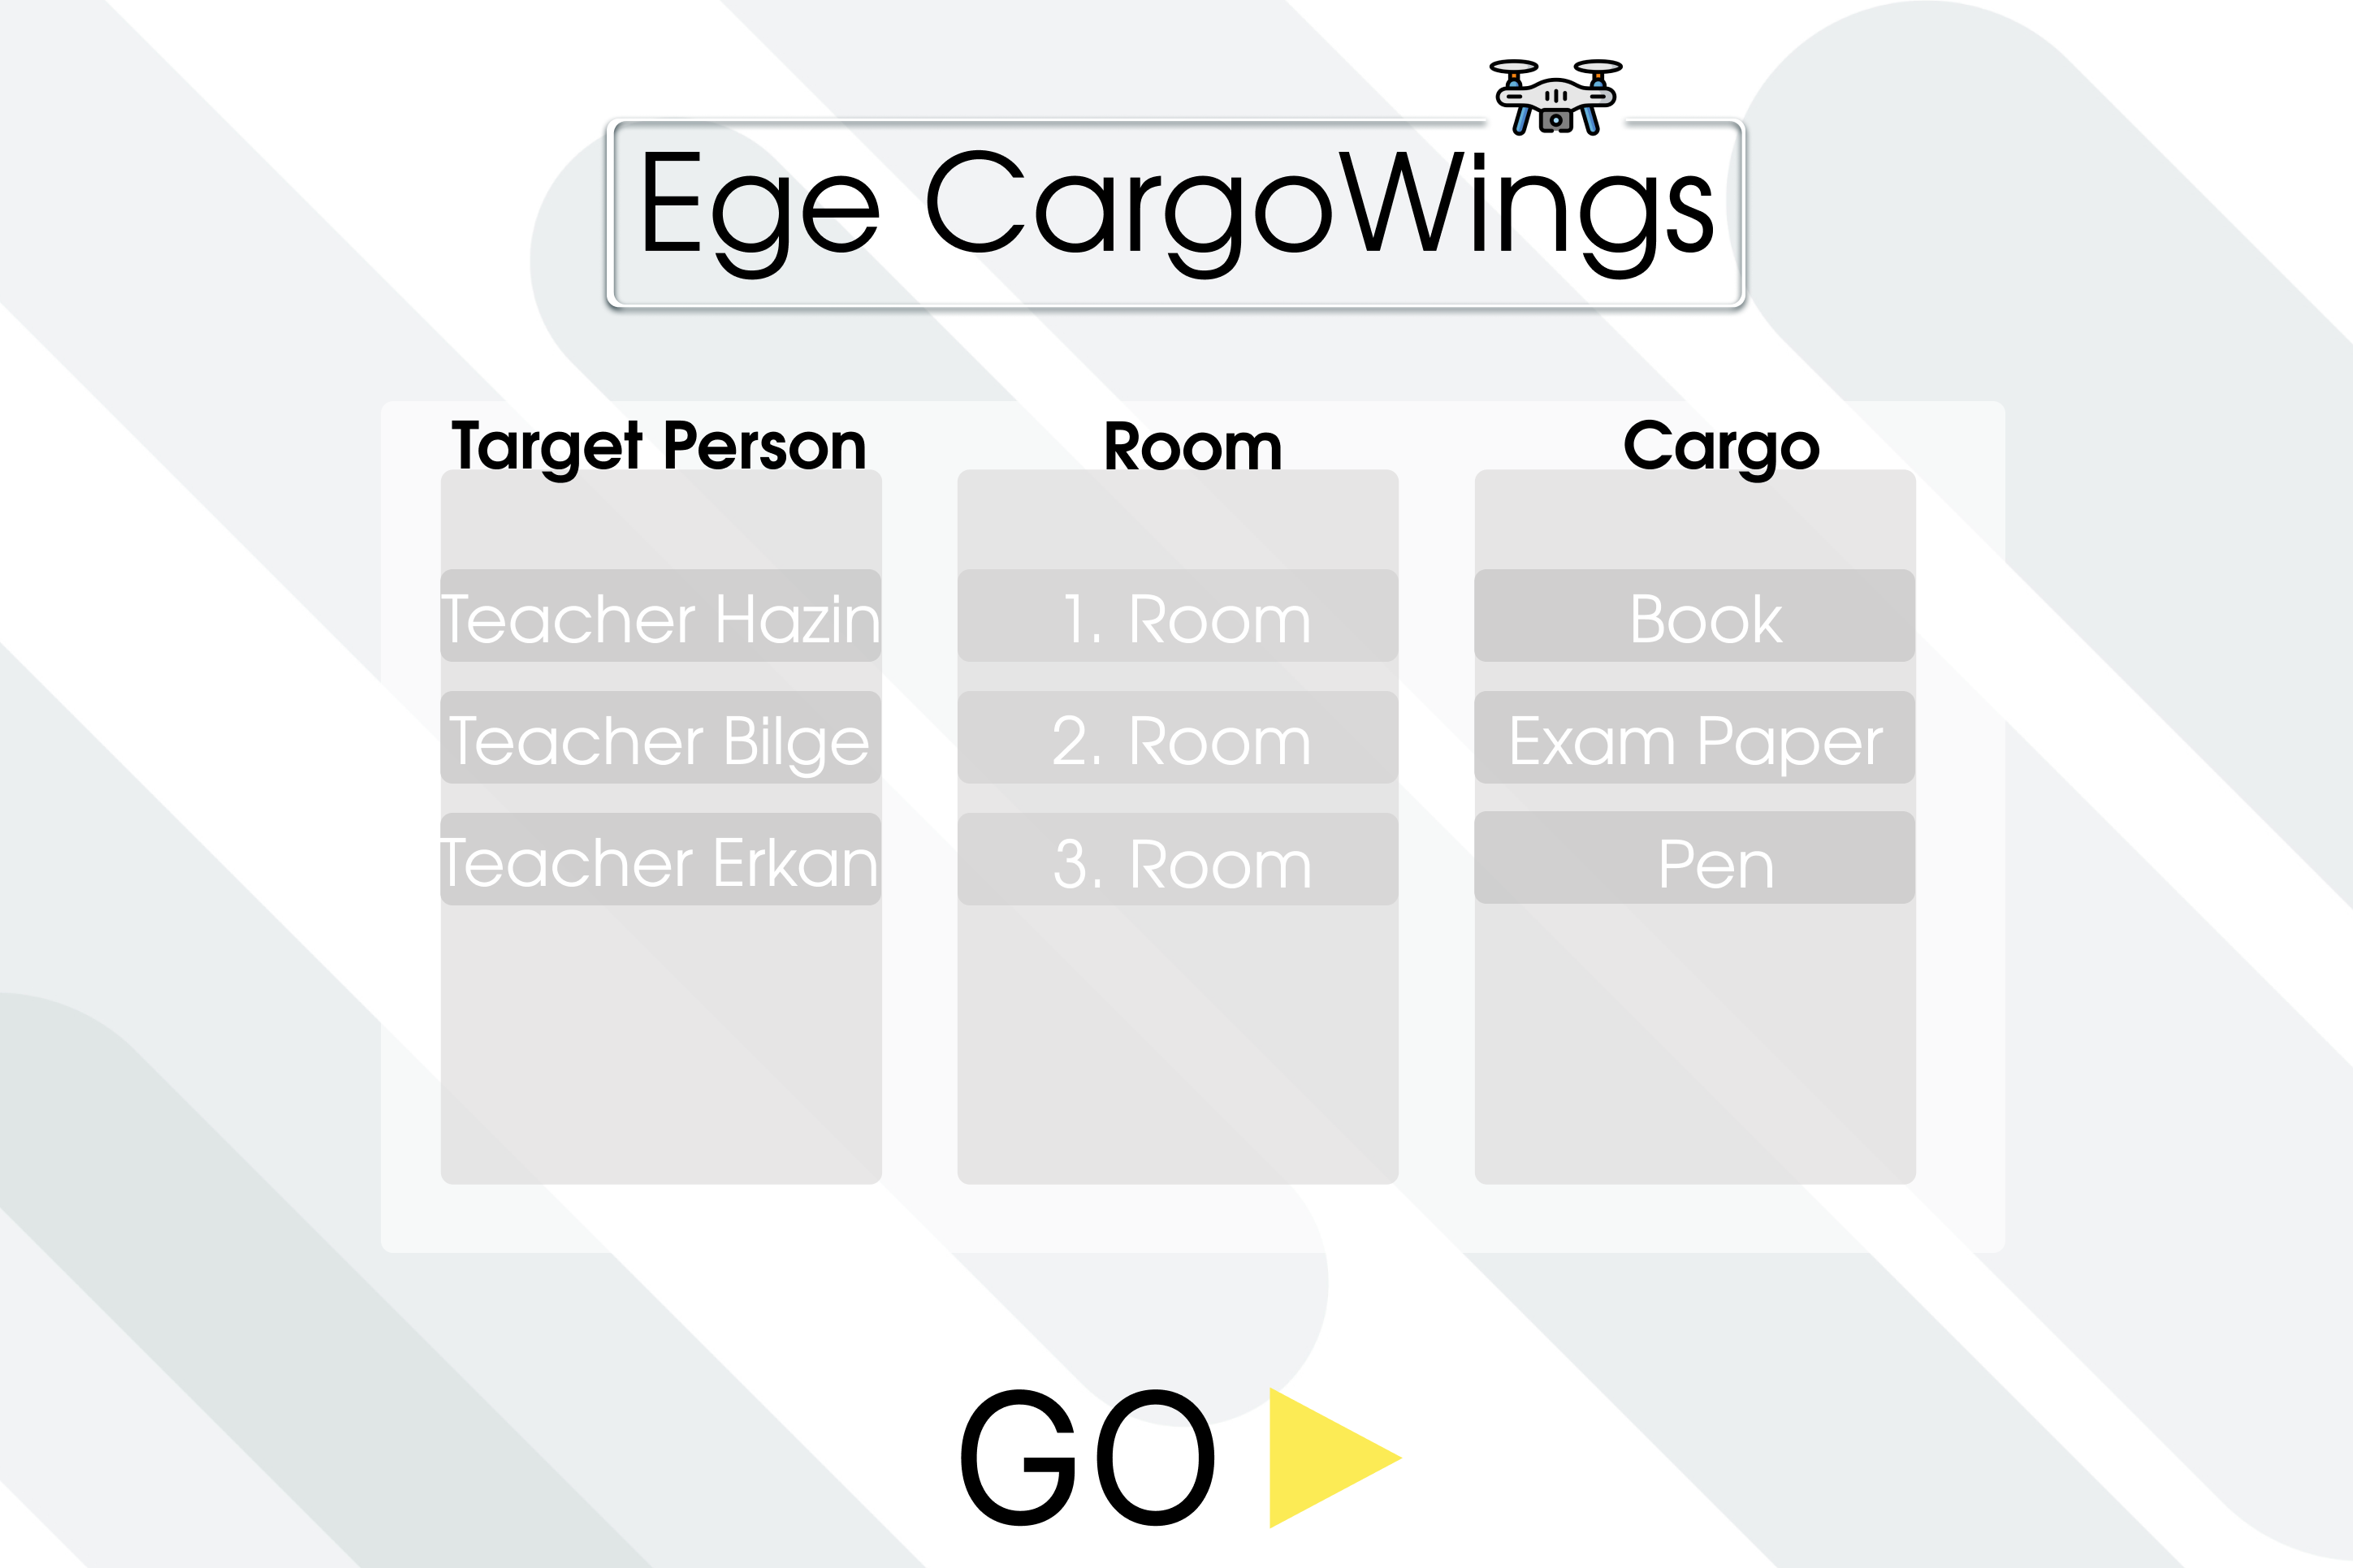 Ege CargoWings
Target Person
Room
Cargo
Teacher Hazin
1. Room
Book
Teacher Bilge
2. Room
Exam Paper
Teacher Erkan
3. Room
Pen
GO